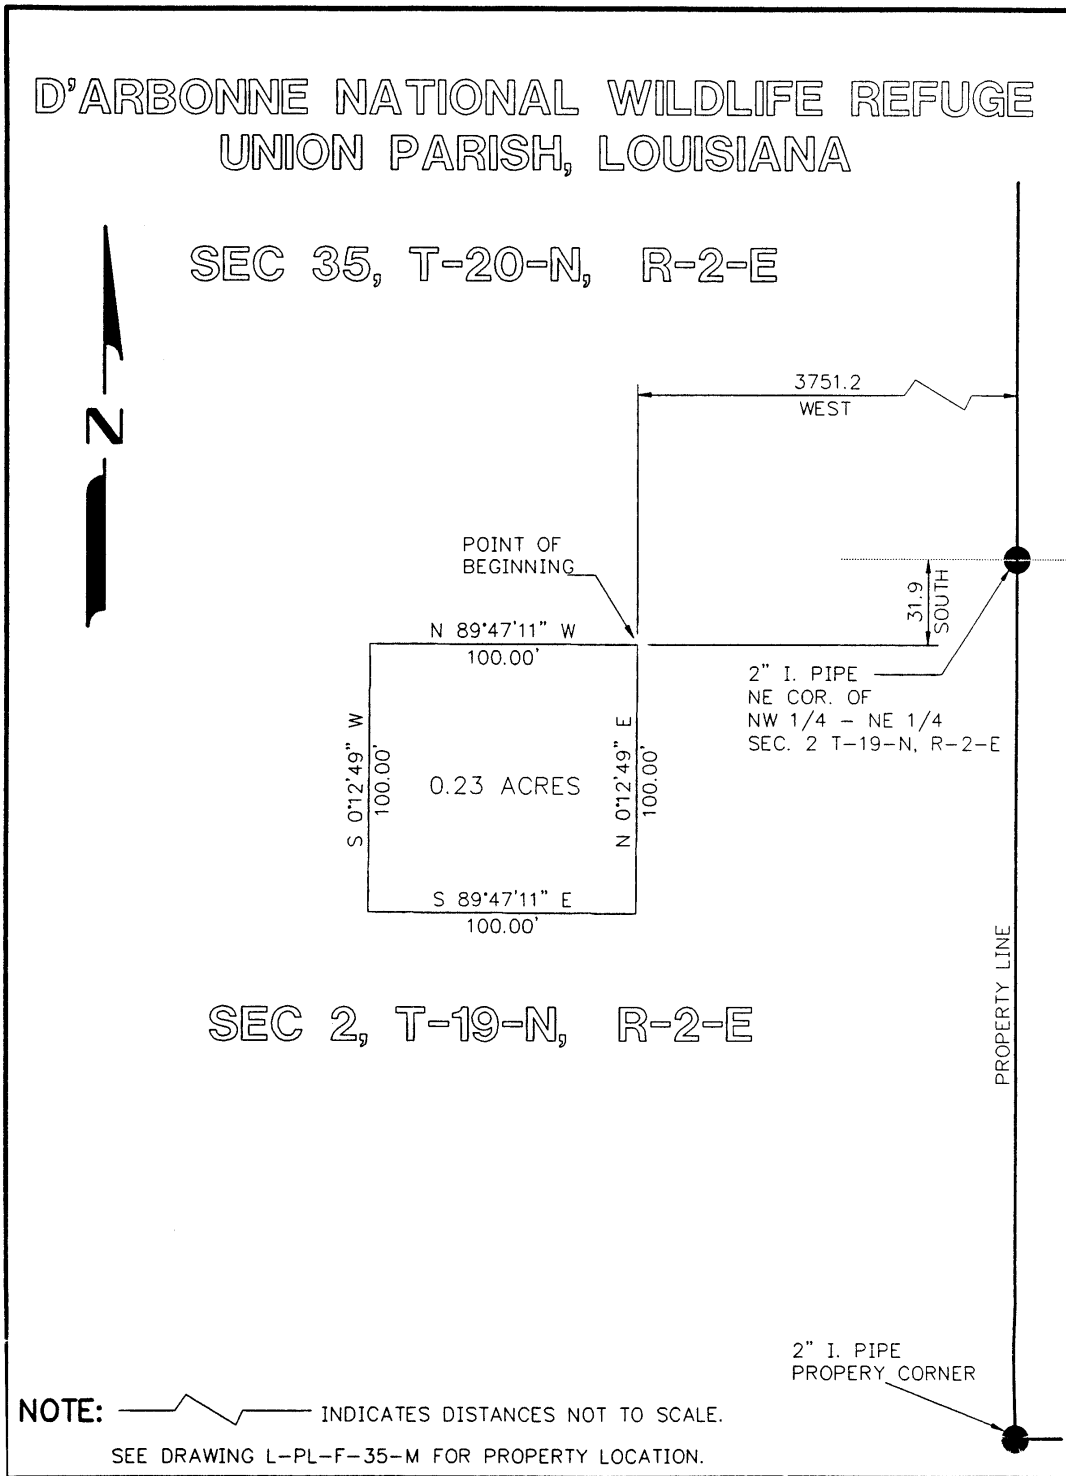 D'ARBONNE NATIONAL WILDLIFE REFUGE
UNION PARISH, LOUISIANA
SEC 35, T-20-N, R-2-E
N
3751.2
WEST
POINT OF
BEGINNING
31.9
SOUTH
N 89°47'11" W
100.00'
2" I. PIPE
NE COR. OF
NW 1/4 - NE 1/4
SEC. 2 T-19-N, R-2-E
S 0°12'49" W
100.00'
0.23 ACRES
N 0°12'49" E
100.00'
S 89°47'11" E
100.00'
PROPERTY LINE
SEC 2, T-19-N, R-2-E
2" I. PIPE
PROPERY CORNER
NOTE: INDICATES DISTANCES NOT TO SCALE.
SEE DRAWING L-PL-F-35-M FOR PROPERTY LOCATION.